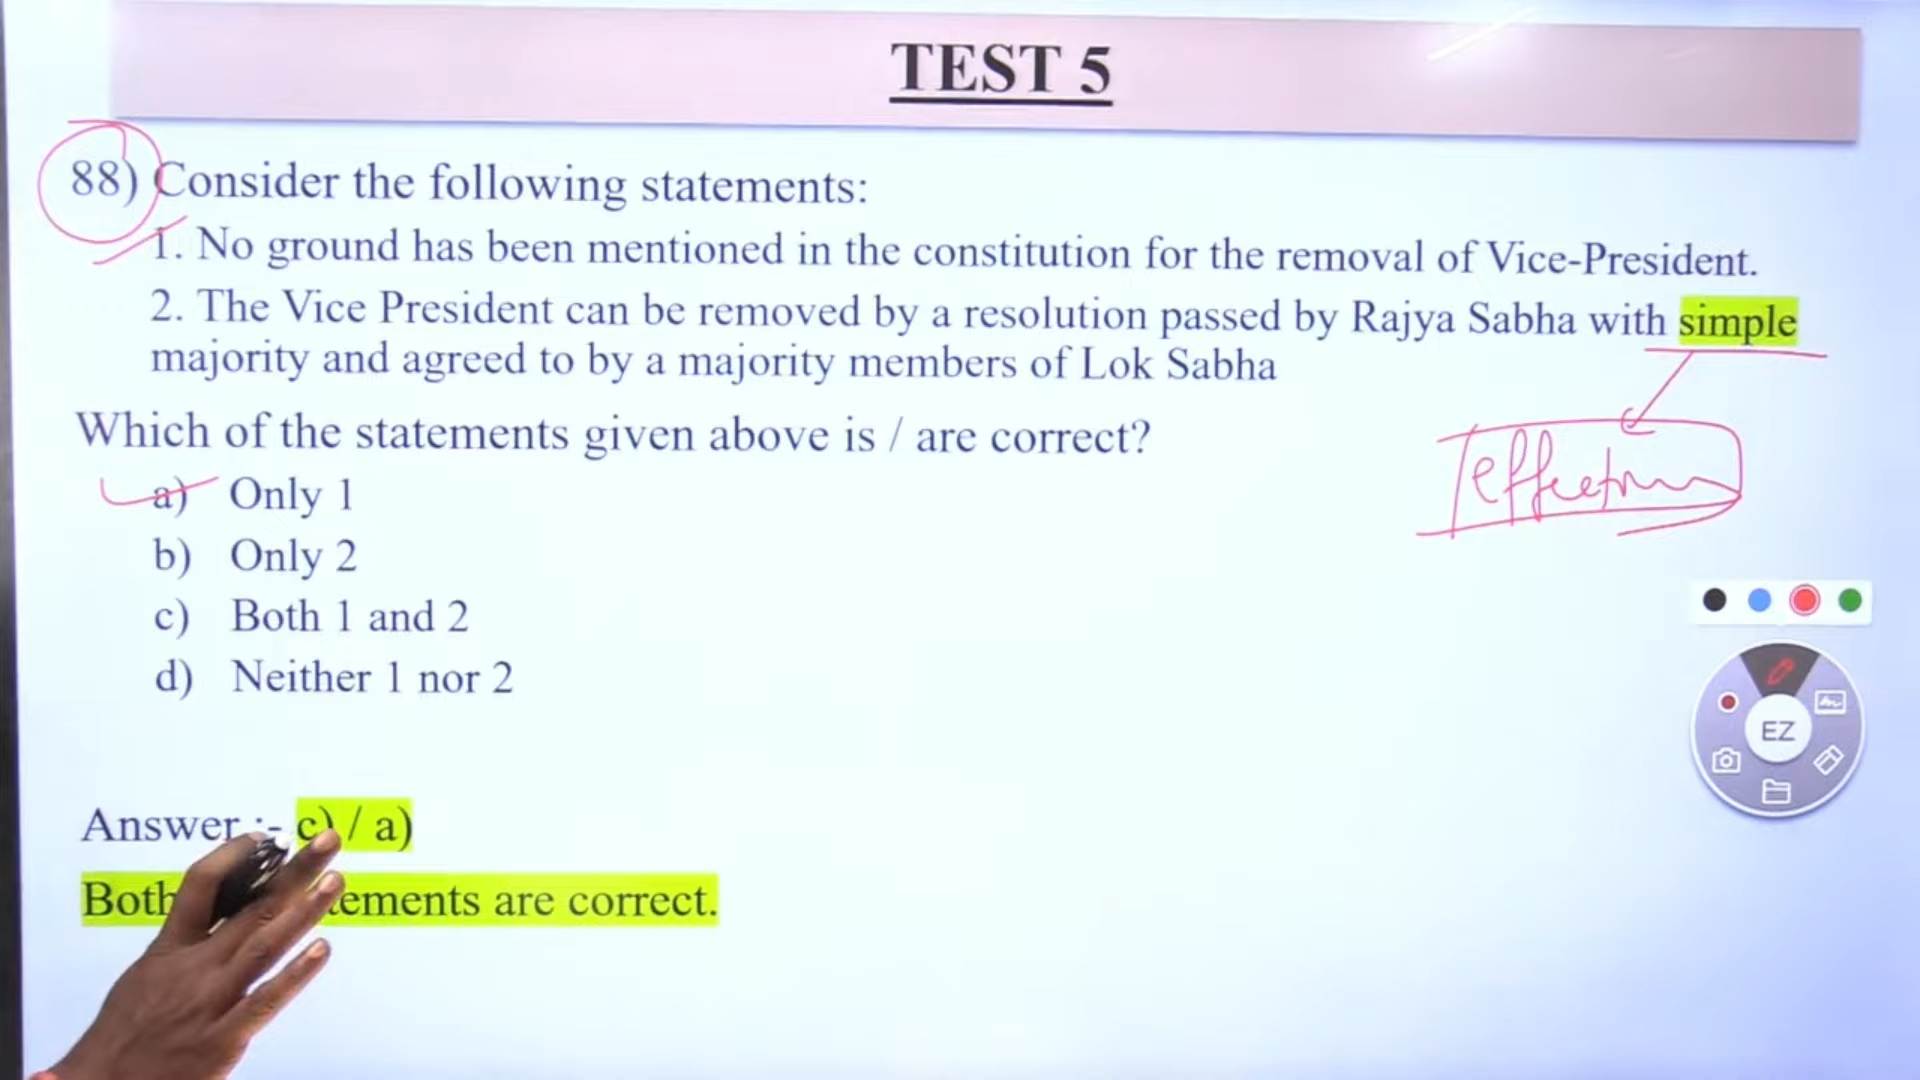 TEST 5
88) Consider the following statements:
1. No ground has been mentioned in the constitution for the removal of Vice-President.
2. The Vice President can be removed by a resolution passed by Rajya Sabha with simple
majority and agreed to by a majority members of Lok Sabha
Which of the statements given above is / are correct?
a) Only 1
b) Only 2
c) Both 1 and 2
d) Neither 1 nor 2
EZ
Answer :- c) / a)
Both are correct.